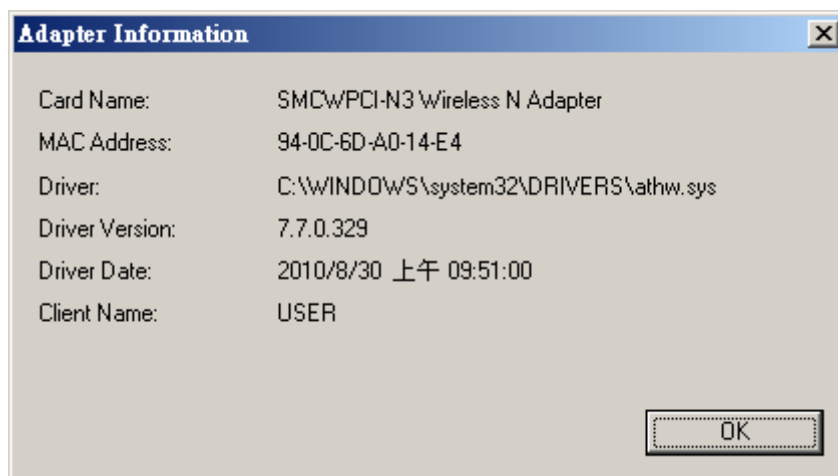 Adapter Information
Card Name: SMCWPCI-N3 Wireless N Adapter
MAC Address: 94-0C-6D-A0-14-E4
Driver: C:\WINDOWS\system32\DRIVERS\athw.sys
Driver Version: 7.7.0.329
Driver Date: 2010/8/30 上午 09:51:00
Client Name: USER
OK